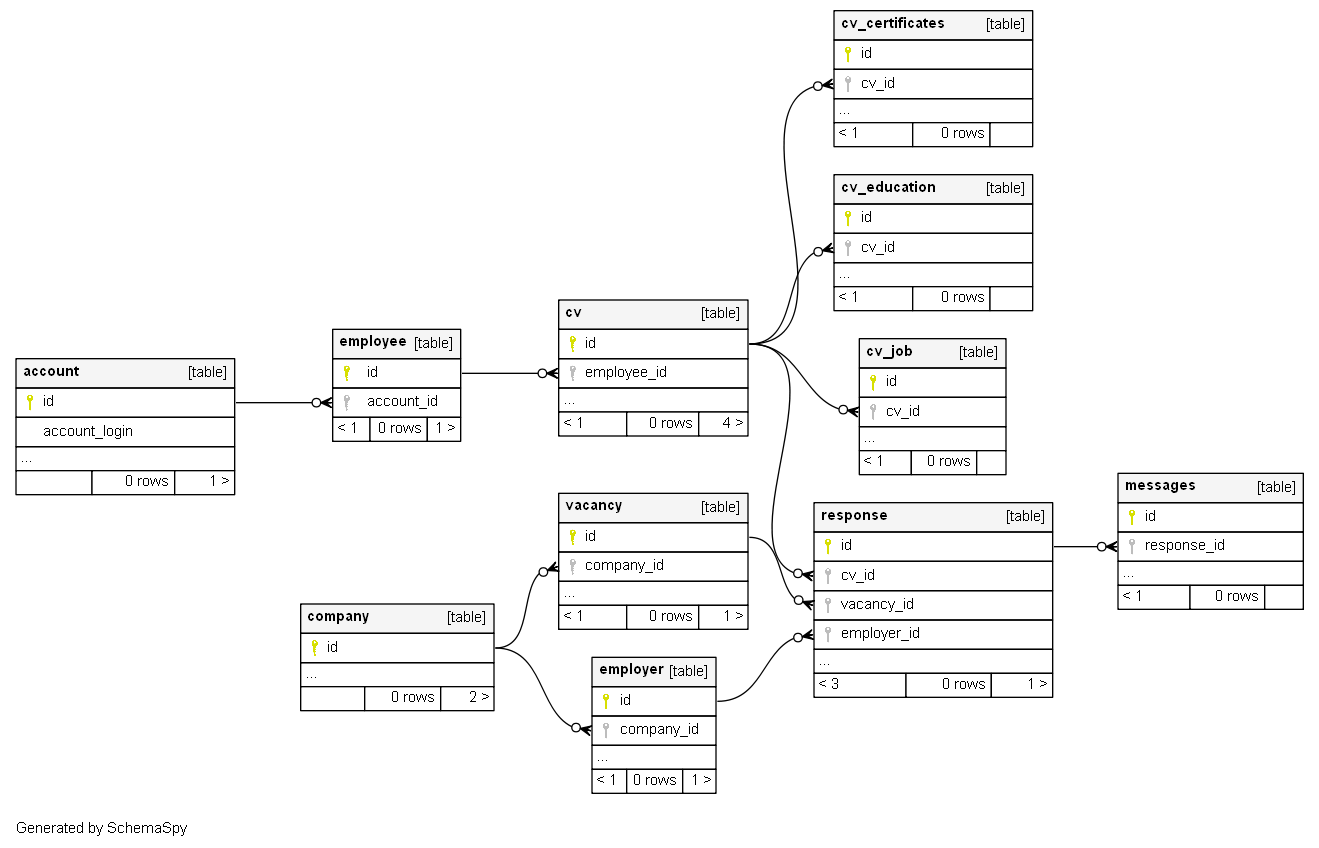 cv_certificates [table]
id
cv_id
...
< 1 0 rows
cv_education [table]
id
cv_id
...
< 1 0 rows
cv [table]
id
employee_id
...
< 1 0 rows 4 >
employee [table]
id
account_id
< 1 0 rows 1 >
account [table]
id
account_login
...
0 rows 1 >
cv_job [table]
id
cv_id
...
< 1 0 rows
messages [table]
id
response_id
...
< 1 0 rows
vacancy [table]
id
company_id
...
< 1 0 rows 1 >
response [table]
id
cv_id
vacancy_id
employer_id
...
< 3 0 rows 1 >
company [table]
id
...
0 rows 2 >
employer [table]
id
company_id
...
< 1 0 rows 1 >
Generated by SchemaSpy